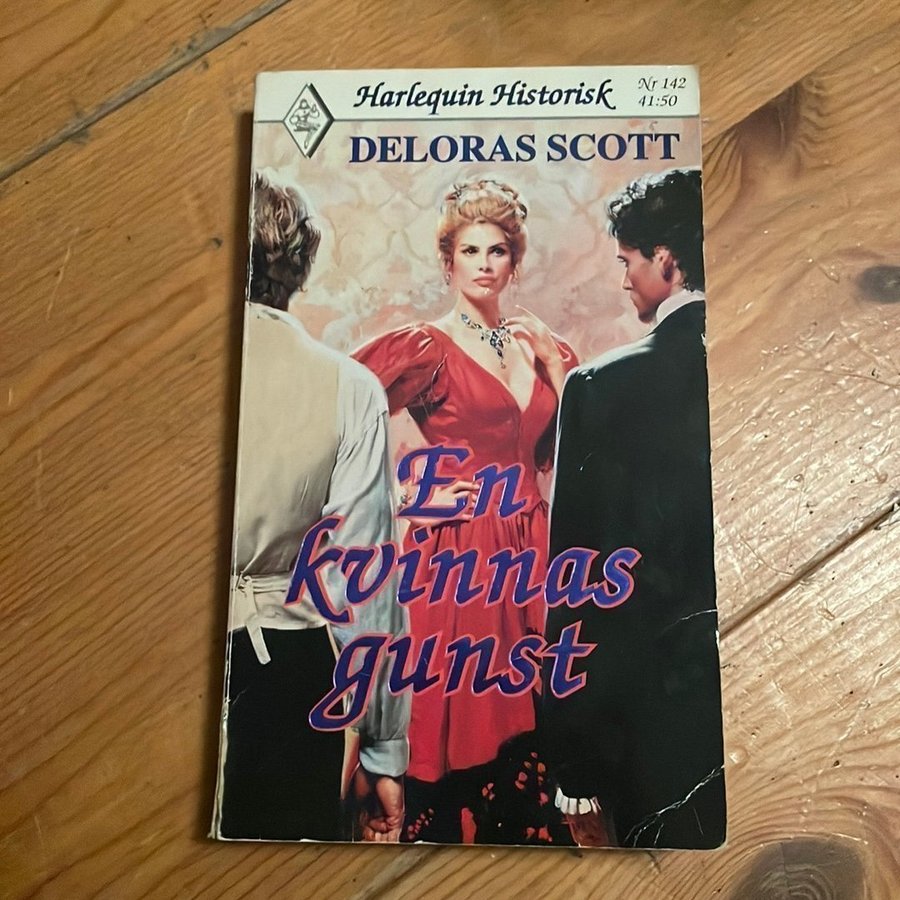 Harlequin Historisk
Nr 142
41:50
DELORAS SCOTT
En
kvinnas
gunst